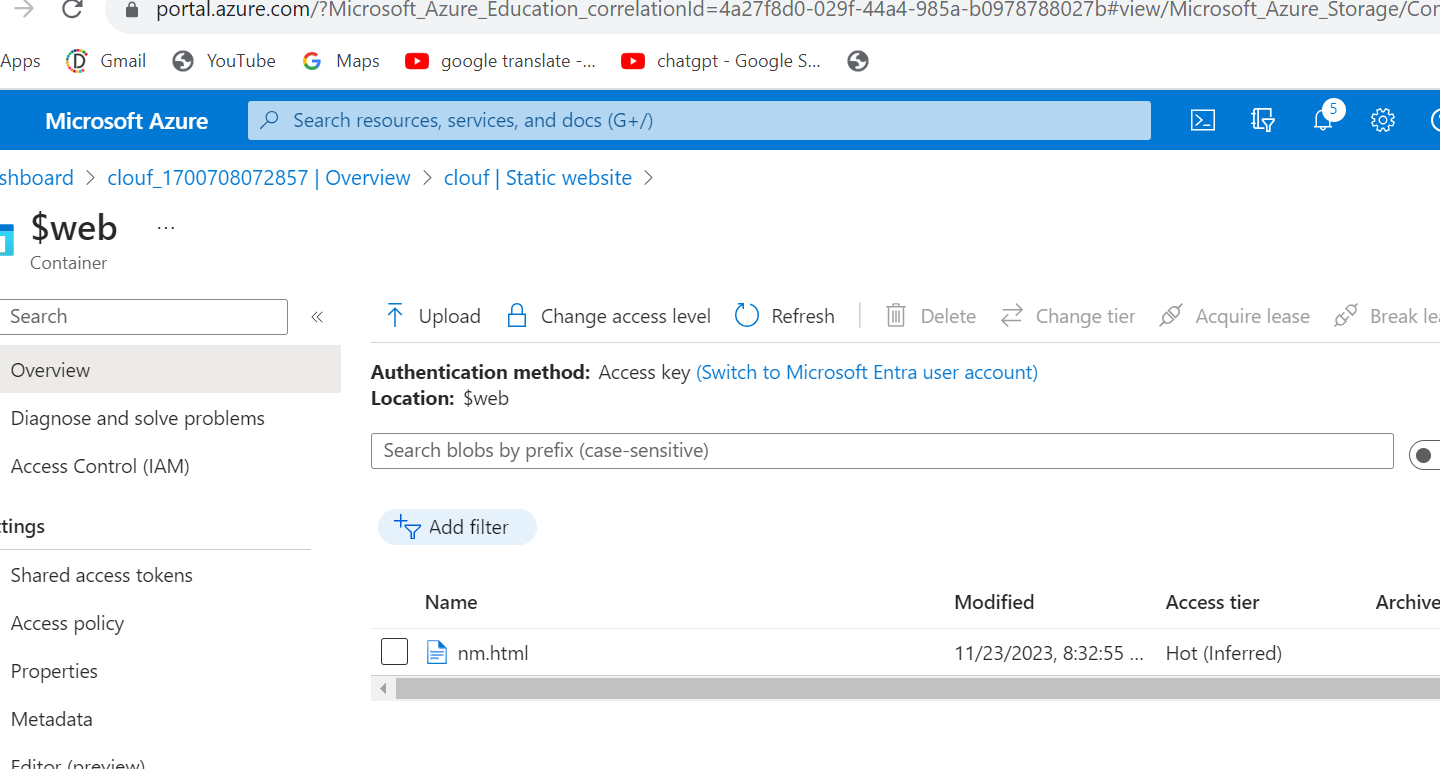 portal.azure.com/?Microsoft_Azure_Education_correlationId=4a27f8d0-029f-44a4-985a-b0978788027b#view/Microsoft_Azure_Storage/Con
Apps Gmail YouTube Maps google translate -... chatgpt - Google S...
Microsoft Azure Search resources, services, and docs (G+/) 5
shboard > clouf_1700708072857 | Overview > clouf | Static website >
$web ...
Container
Search « Upload Change access level Refresh Delete Change tier Acquire lease Break lea
Overview
Authentication method: Access key (Switch to Microsoft Entra user account)
Location: $web
Diagnose and solve problems
Search blobs by prefix (case-sensitive)
Access Control (IAM)
ttings
Add filter
Shared access tokens
Name Modified Access tier Archive
Access policy
nm.html 11/23/2023, 8:32:55 ... Hot (Inferred)
Properties
Metadata
Editor (preview)